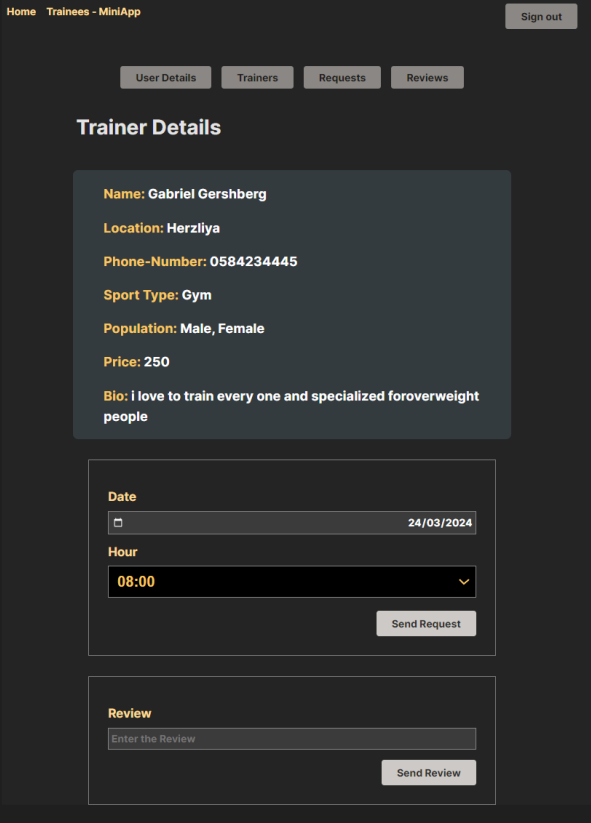 Home Trainees - MiniApp
Sign out
User Details Trainers Requests Reviews
Trainer Details
Name: Gabriel Gershberg
Location: Herzliya
Phone-Number: 0584234445
Sport Type: Gym
Population: Male, Female
Price: 250
Bio: i love to train every one and specialized foroverweight
people
Date
24/03/2024
Hour
08:00
Send Request
Review
Enter the Review
Send Review